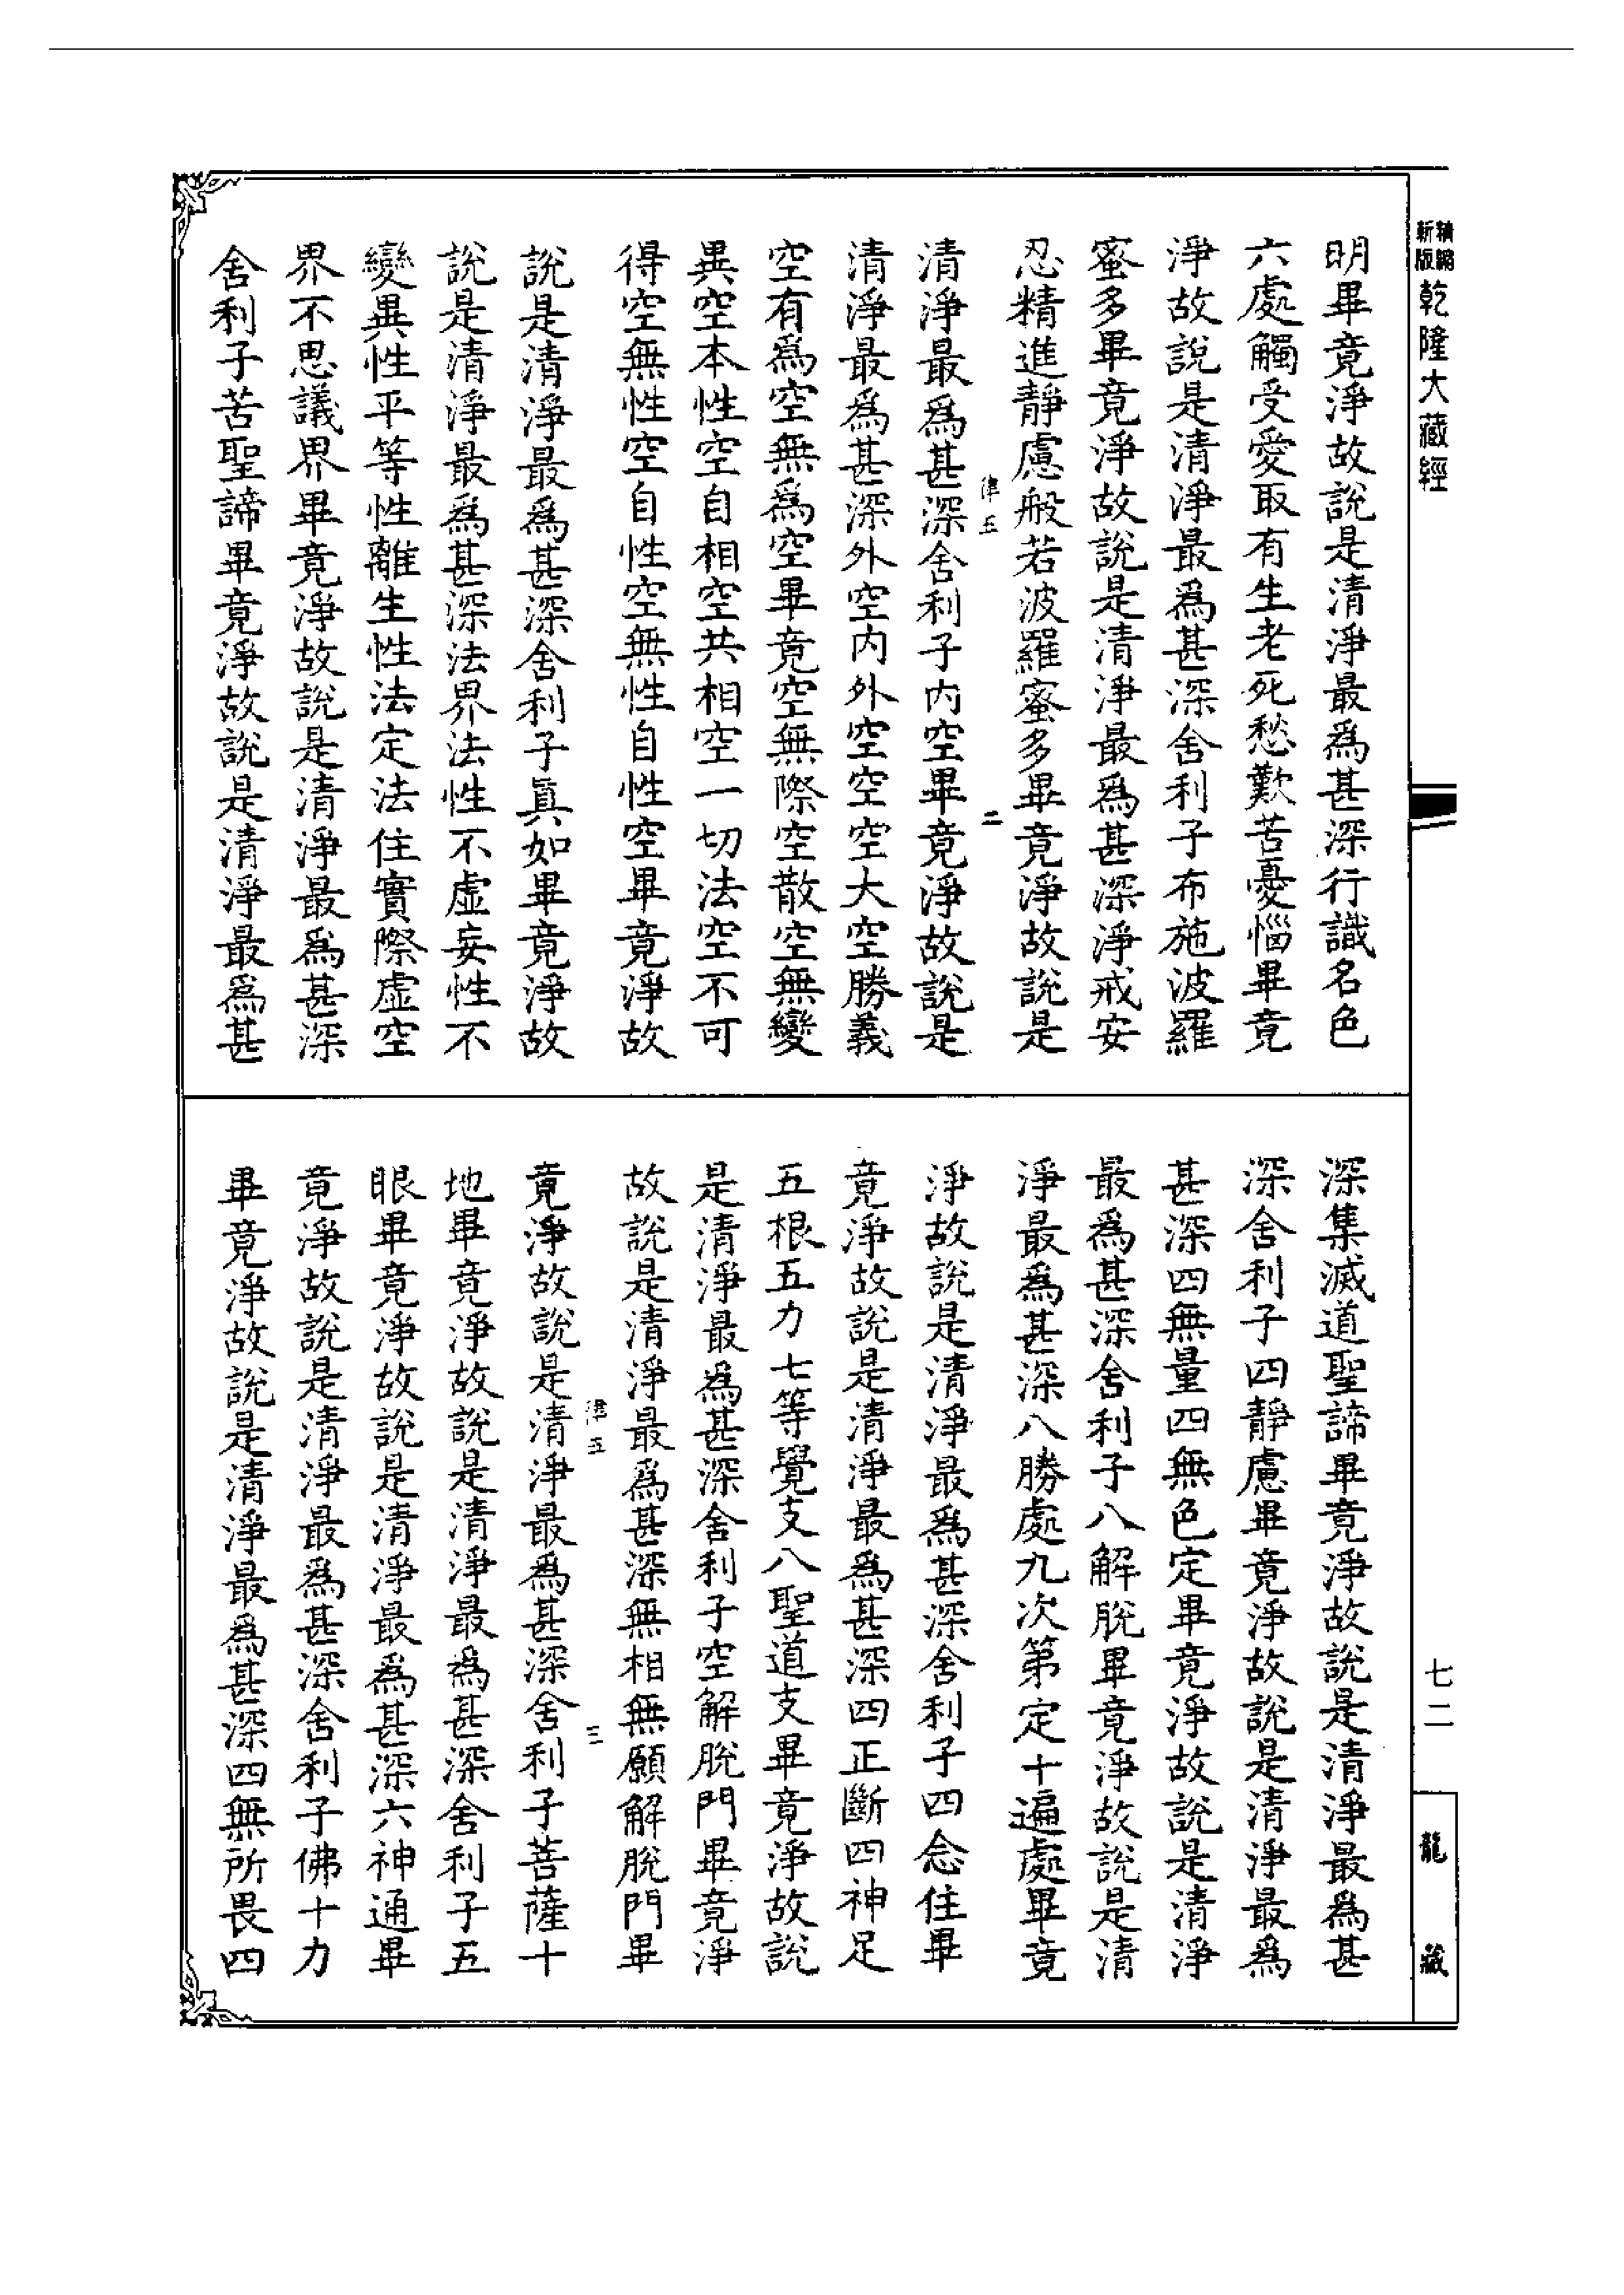 新編縮版
乾隆大藏經
明畢竟淨故說是清淨最爲甚深行識名色
六處觸受愛取有生老死愁歎苦憂惱畢竟
淨故說是清淨最爲甚深舍利子布施波羅
蜜多畢竟淨故說是清淨最爲甚深淨戒安
忍精進靜慮般若波羅蜜多畢竟淨故說是
律五 二
清淨最爲甚深舍利子內空畢竟淨故說是
清淨最爲甚深外空內外空空空大空勝義
空有爲空無爲空畢竟空無際空散空無變
異空本性空自相空共相空一切法空不可
得空無性空自性空無性自性空畢竟淨故
說是清淨最爲甚深舍利子眞如畢竟淨故
說是清淨最爲甚深法界法性不虛妄性不
變異性平等性離生性法定法住實際虛空
界不思議界畢竟淨故說是清淨最爲甚深
舍利子苦聖諦畢竟淨故說是清淨最爲甚
深集滅道聖諦畢竟淨故說是清淨最爲甚
深舍利子四靜慮畢竟淨故說是清淨最爲
甚深四無量四無色定畢竟淨故說是清淨
最爲甚深舍利子八解脫畢竟淨故說是清
淨最爲甚深八勝處九次第定十遍處畢竟
淨故說是清淨最爲甚深舍利子四念住畢
竟淨故說是清淨最爲甚深四正斷四神足
五根五力七等覺支八聖道支畢竟淨故說
是清淨最爲甚深舍利子空解脫門畢竟淨
故說是清淨最爲甚深無相無願解脫門畢
律五 三
竟淨故說是清淨最爲甚深舍利子菩薩十
地畢竟淨故說是清淨最爲甚深舍利子五
眼畢竟淨故說是清淨最爲甚深六神通畢
竟淨故說是清淨最爲甚深舍利子佛十力
畢竟淨故說是清淨最爲甚深四無所畏四
七二
龍藏